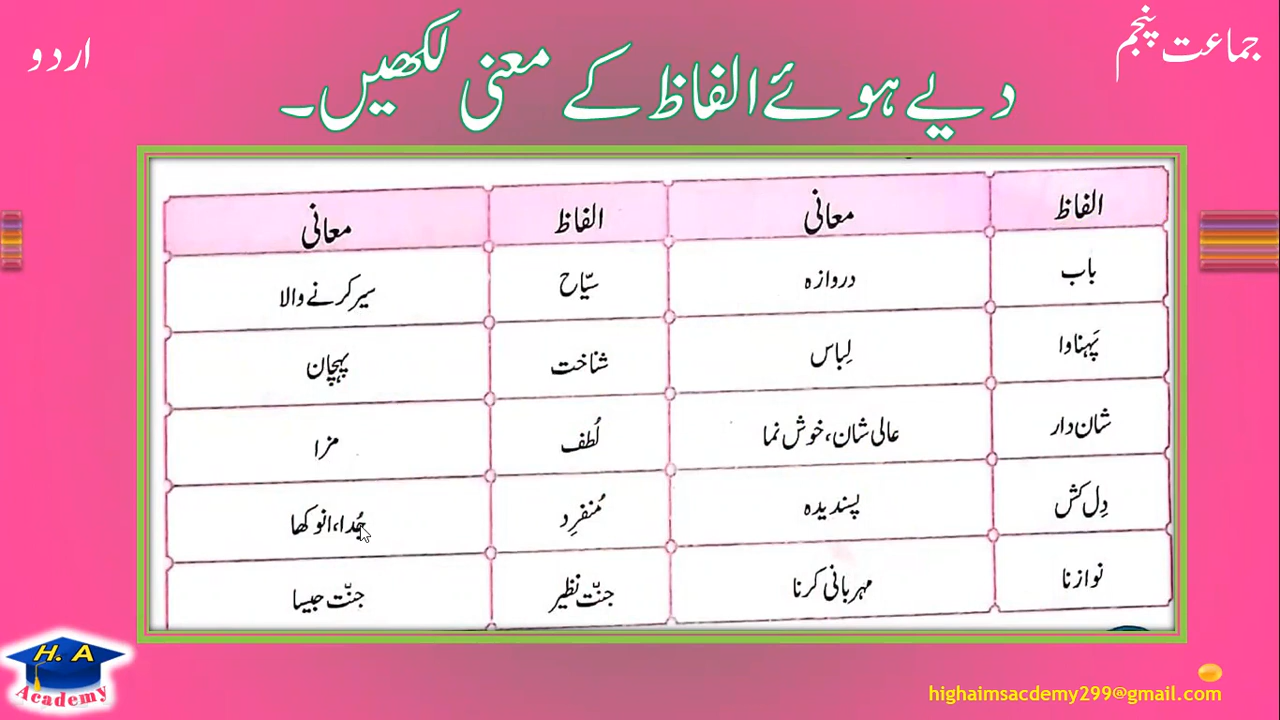 جماعت پنجم
اردو
دیے ہوئے الفاظ کے معنی لکھیں۔
الفاظ معانی الفاظ معانی
باب دروازہ سیّاح سیر کرنے والا
پَہناوا لِباس شناخت پہچان
شان دار عالی شان، خوش نما لُطف مزا
دِل کش پسندیدہ مُنفرِد جُدا، انوکھا
نوازنا مہربانی کرنا جنّت نظیر جنّت جیسا
H. A
Academy
highaimsacdemy299@gmail.com